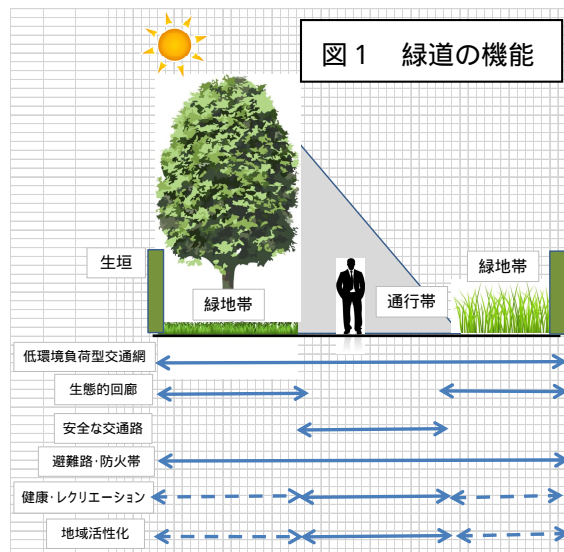 図1 緑道の機能
生垣
緑地帯
通行帯
緑地帯
低環境負荷型交通網
生態的回廊
安全な交通路
避難路・防火帯
健康・レクリエーション
地域活性化